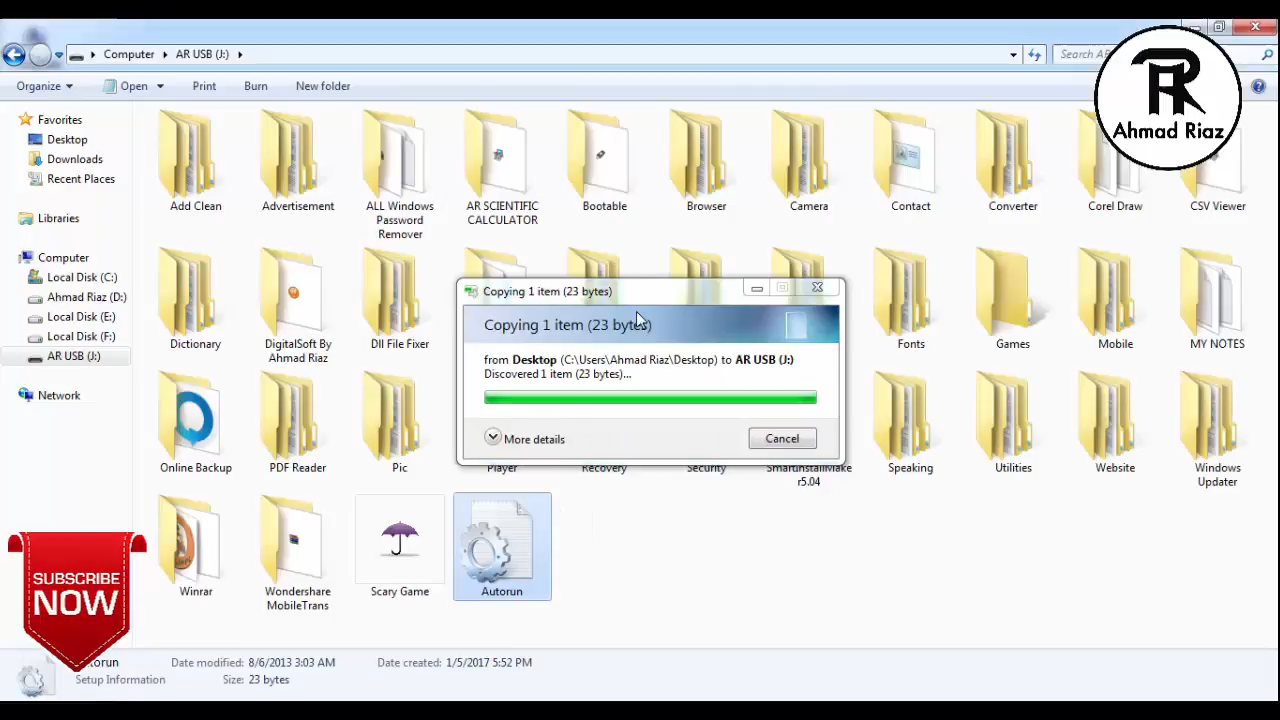 Computer
AR USB (J:)
Search
Ahmad Riaz
Organize
Open
Print
Burn
New folder
Favorites
Desktop
Downloads
Recent Places
Libraries
Computer
Local Disk (C:)
Ahmad Riaz (D:)
Local Disk (E:)
Local Disk (F:)
AR USB (J:)
Network
Add Clean
Advertisement
ALL Windows
Password
Remover
AR SCIENTIFIC
CALCULATOR
Bootable
Browser
Camera
Contact
Converter
Corel Draw
CSV Viewer
Dictionary
DigitalSoft By
Ahmad Riaz
Dll File Fixer
Fonts
Games
Mobile
MY NOTES
Copying 1 item (23 bytes)
Copying 1 item (23 bytes)
from Desktop (C:\Users\Ahmad Riaz\Desktop) to AR USB (J:)
Discovered 1 item (23 bytes)...
More details
Cancel
Online Backup
PDF Reader
Pic
Player
Recovery
Security
SmartInstallMake
r5.04
Speaking
Utilities
Website
Windows
Updater
Winrar
Wondershare
MobileTrans
Scary Game
Autorun
SUBSCRIBE
NOW
Date modified: 8/6/2013 3:03 AM
Date created: 1/5/2017 5:52 PM
Setup Information
Size: 23 bytes